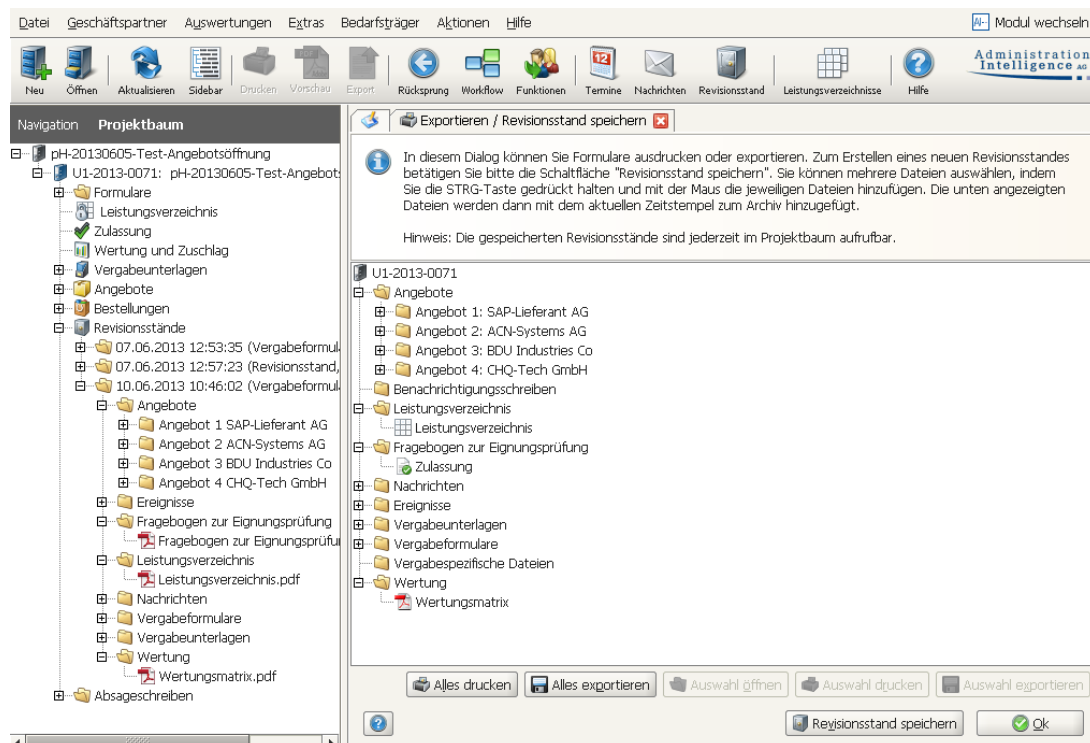 Datei Geschäftspartner Auswertungen Extras Bedarfsträger Aktionen Hilfe
AI- Modul wechseln
Neu Öffnen Aktualisieren Sidebar Drucken Vorschau Export Rücksprung Workflow Funktionen Termine Nachrichten Revisionsstand Leistungsverzeichnisse Hilfe
Administration
Intelligence AG
Navigation Projektbaum
pH-20130605-Test-Angebotsöffnung
U1-2013-0071: pH-20130605-Test-Angebot
Formulare
Leistungsverzeichnis
Zulassung
Wertung und Zuschlag
Vergabeunterlagen
Angebote
Bestellungen
Revisionsstände
07.06.2013 12:53:35 (Vergabeformul
07.06.2013 12:57:23 (Revisionsstand,
10.06.2013 10:46:02 (Vergabeformul
Angebote
Angebot 1 SAP-Lieferant AG
Angebot 2 ACN-Systems AG
Angebot 3 BDU Industries Co
Angebot 4 CHQ-Tech GmbH
Ereignisse
Fragebogen zur Eignungsprüfung
Fragebogen zur Eignungsprüfu
Leistungsverzeichnis
Leistungsverzeichnis.pdf
Nachrichten
Vergabeformulare
Vergabeunterlagen
Wertung
Wertungsmatrix.pdf
Absageschreiben
Exportieren / Revisionsstand speichern
In diesem Dialog können Sie Formulare ausdrucken oder exportieren. Zum Erstellen eines neuen Revisionsstandes
betätigen Sie bitte die Schaltfläche "Revisionsstand speichern". Sie können mehrere Dateien auswählen, indem
Sie die STRG-Taste gedrückt halten und mit der Maus die jeweiligen Dateien hinzufügen. Die unten angezeigten
Dateien werden dann mit dem aktuellen Zeitstempel zum Archiv hinzugefügt.
Hinweis: Die gespeicherten Revisionsstände sind jederzeit im Projektbaum aufrufbar.
U1-2013-0071
Angebote
Angebot 1: SAP-Lieferant AG
Angebot 2: ACN-Systems AG
Angebot 3: BDU Industries Co
Angebot 4: CHQ-Tech GmbH
Benachrichtigungsschreiben
Leistungsverzeichnis
Leistungsverzeichnis
Fragebogen zur Eignungsprüfung
Zulassung
Nachrichten
Ereignisse
Vergabeunterlagen
Vergabeformulare
Vergabespezifische Dateien
Wertung
Wertungsmatrix
Alles drucken Alles exportieren Auswahl öffnen Auswahl drucken Auswahl exportieren
Revisionsstand speichern Ok